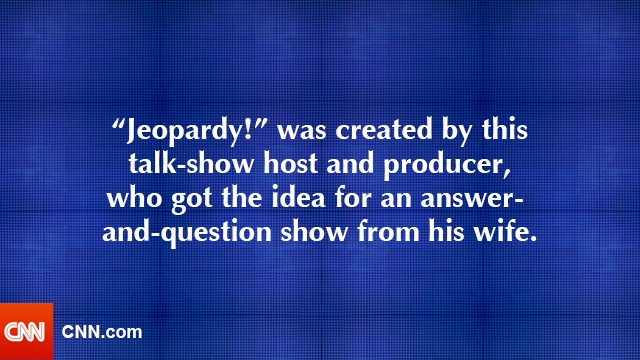 “Jeopardy!” was created by this
talk-show host and producer,
who got the idea for an answer-
and-question show from his wife.
CNN CNN.com